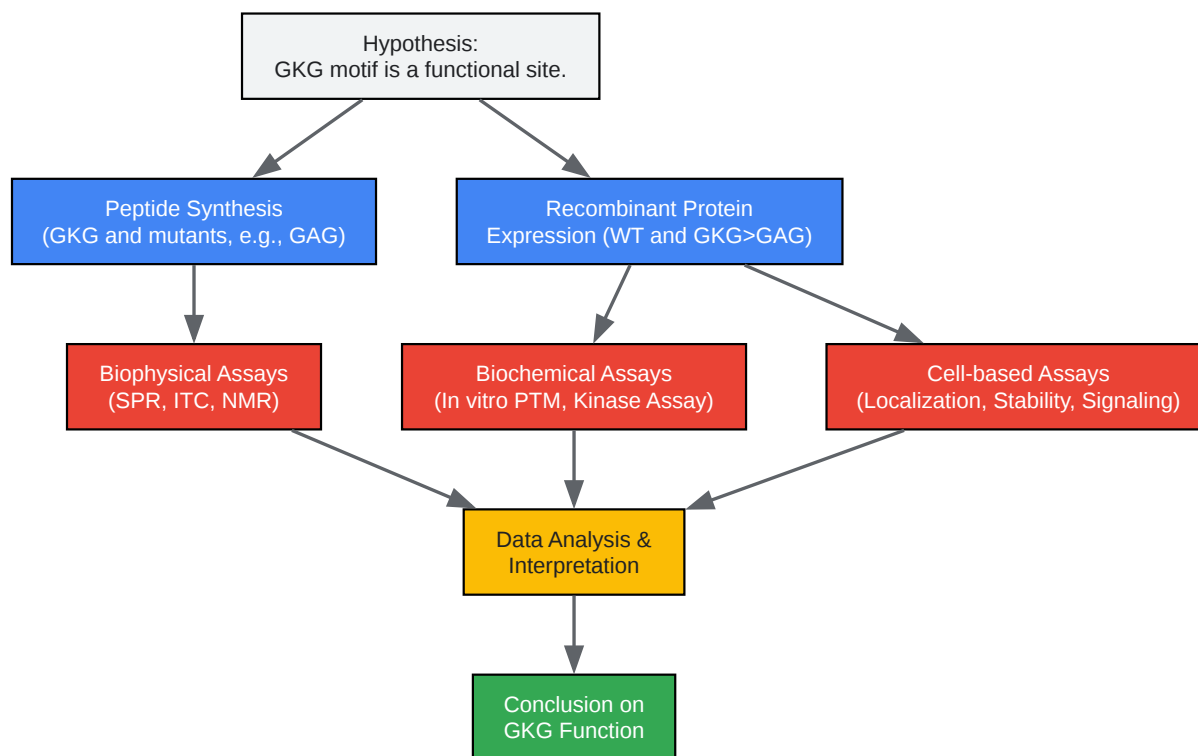 Hypothesis:
GKG motif is a functional site.
Peptide Synthesis
(GKG and mutants, e.g., GAG)
Recombinant Protein
Expression (WT and GKG>GAG)
Biophysical Assays
(SPR, ITC, NMR)
Biochemical Assays
(In vitro PTM, Kinase Assay)
Cell-based Assays
(Localization, Stability, Signaling)
Data Analysis &
Interpretation
Conclusion on
GKG Function